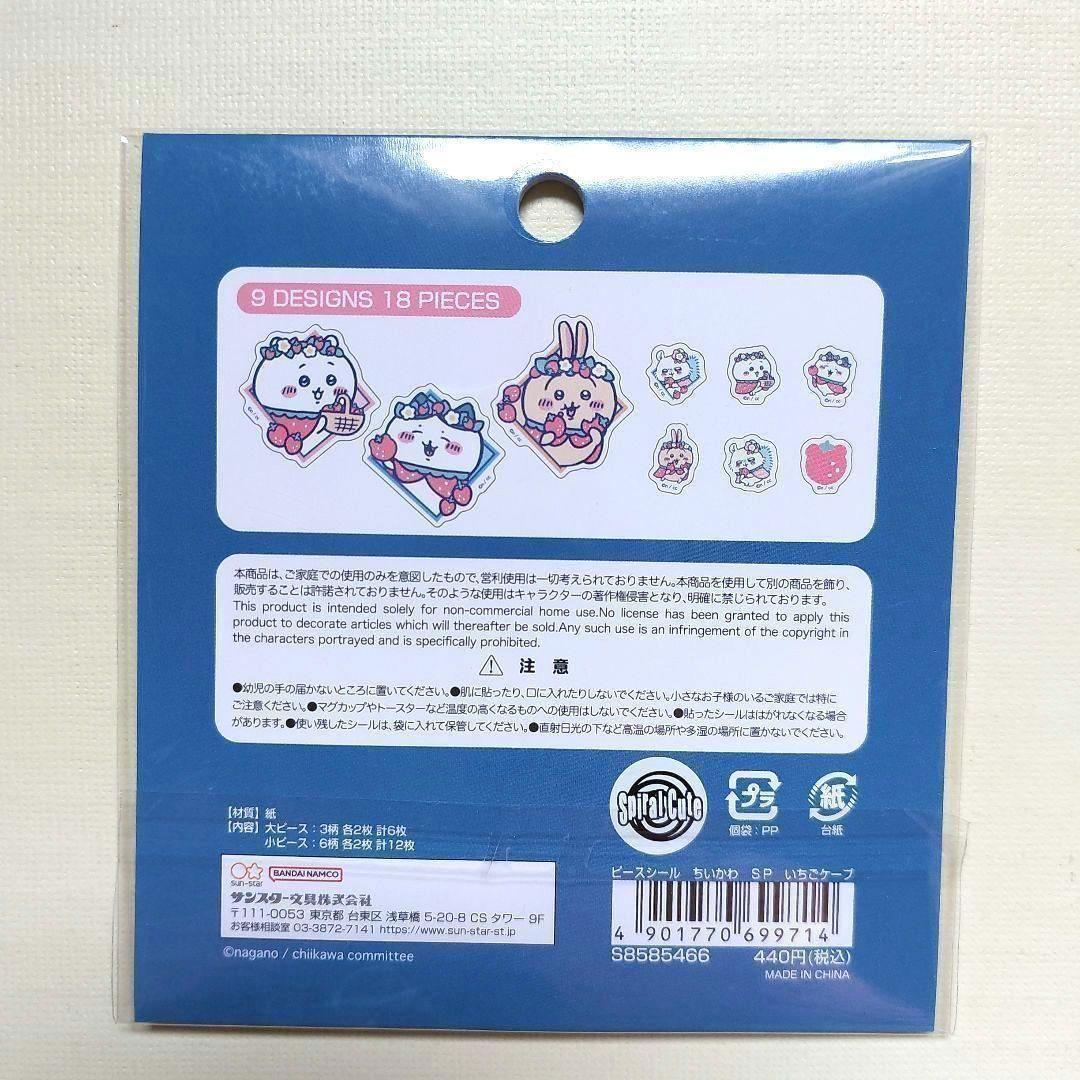 9 DESIGNS 18 PIECES
©n/cc
©n/cc
©n/cc
©n/cc
©n/cc
©n/cc
©n/cc
©n/cc
©n/cc
本商品は、ご家庭での使用のみを意図したもので、営利使用は一切考えられておりません。本商品を使用して別の商品を飾り、
販売することは許諾されておりません。そのような使用はキャラクターの著作権侵害となり、明確に禁じられております。
This product is intended solely for non-commercial home use.No license has been granted to apply this
product to decorate articles which will thereafter be sold.Any such use is an infringement of the copyright in
the characters portrayed and is specifically prohibited.
注 意
●幼児の手の届かないところに置いてください。●肌に貼ったり、口に入れたりしないでください。小さなお子様のいるご家庭では特に
ご注意ください。●マグカップやトースターなど温度の高くなるものへの使用はしないでください。●貼ったシールははがれなくなる場合
があります。●使い残したシールは、袋に入れて保管してください。●直射日光の下など高温の場所や多湿の場所に置かないでください。
Spiral Cute
プラ
個袋:PP
紙
台紙
【材質】紙
【内容】大ピース:3柄 各2枚 計6枚
小ピース:6柄 各2枚 計12枚
sun-star
BANDAI NAMCO
サンスター文具株式会社
〒111-0053 東京都 台東区 浅草橋 5-20-8 CS タワー 9F
お客様相談室 03-3872-7141 https://www.sun-star-st.jp
©nagano / chiikawa committee
ピースシール ちいかわ SP いちごケープ
4 901770 699714
S8585466 440円(税込)
MADE IN CHINA